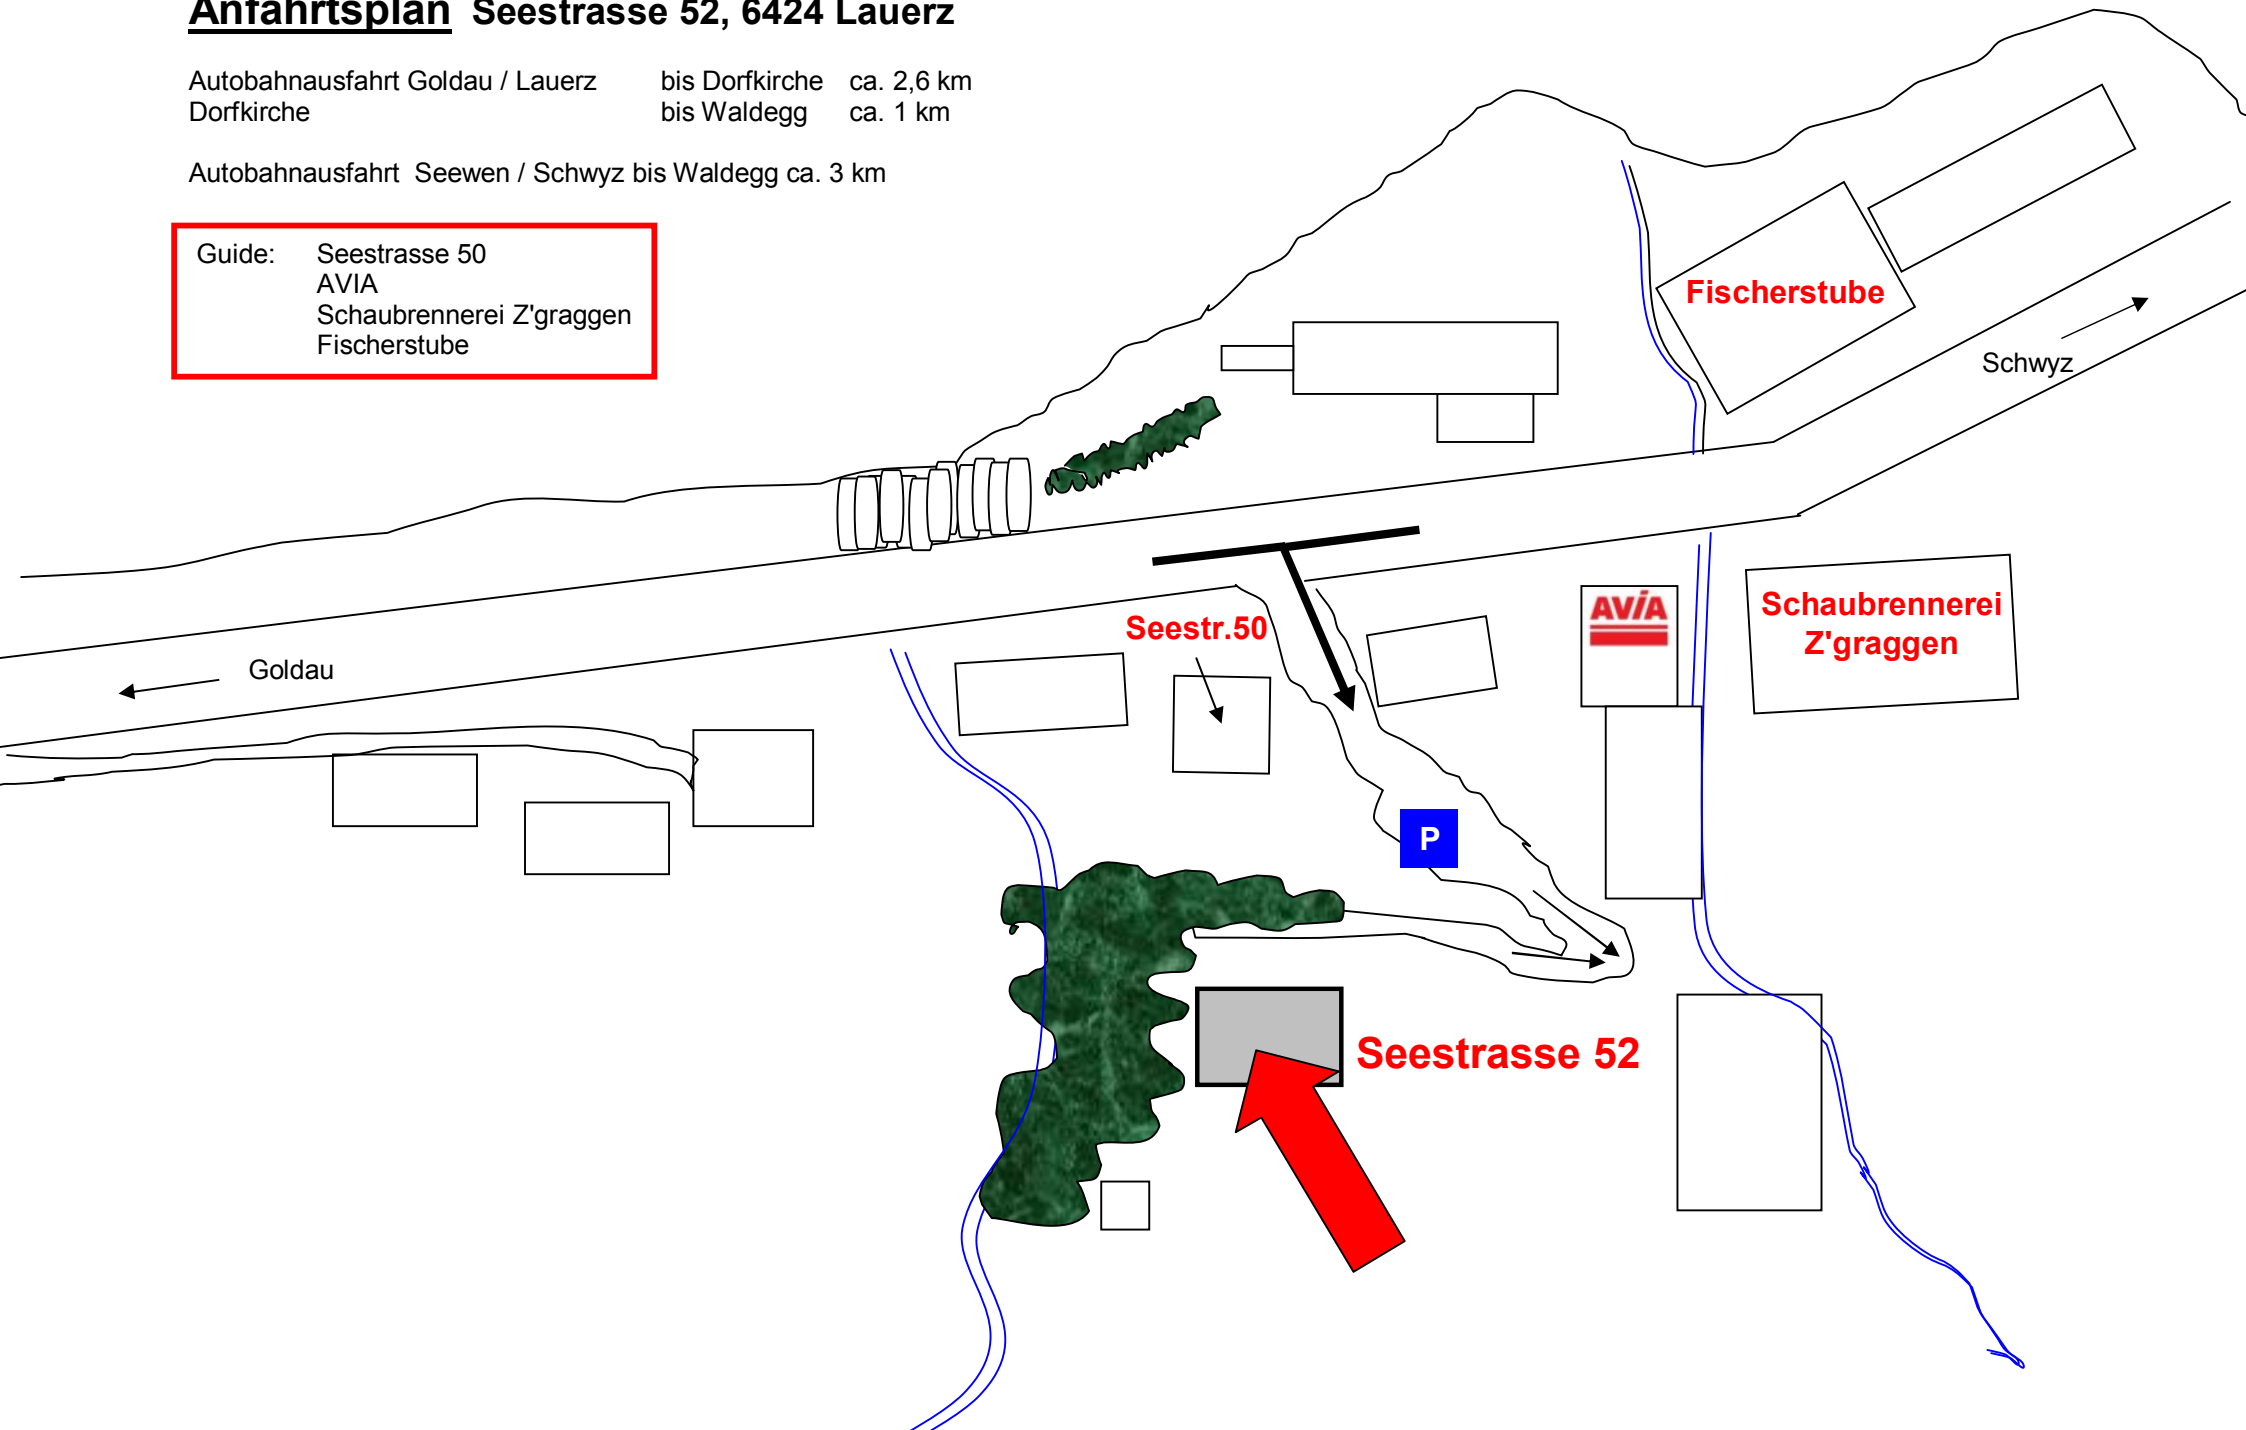 Anfahrtsplan Seestrasse 52, 6424 Lauerz
Autobahnausfahrt Goldau / Lauerz bis Dorfkirche ca. 2,6 km
Dorfkirche bis Waldegg ca. 1 km
Autobahnausfahrt Seewen / Schwyz bis Waldegg ca. 3 km
Guide: Seestrasse 50
AVIA
Schaubrennerei Z'graggen
Fischerstube
Fischerstube
Schwyz
AVIA
Schaubrennerei
Z'graggen
Seestr.50
Goldau
P
Seestrasse 52